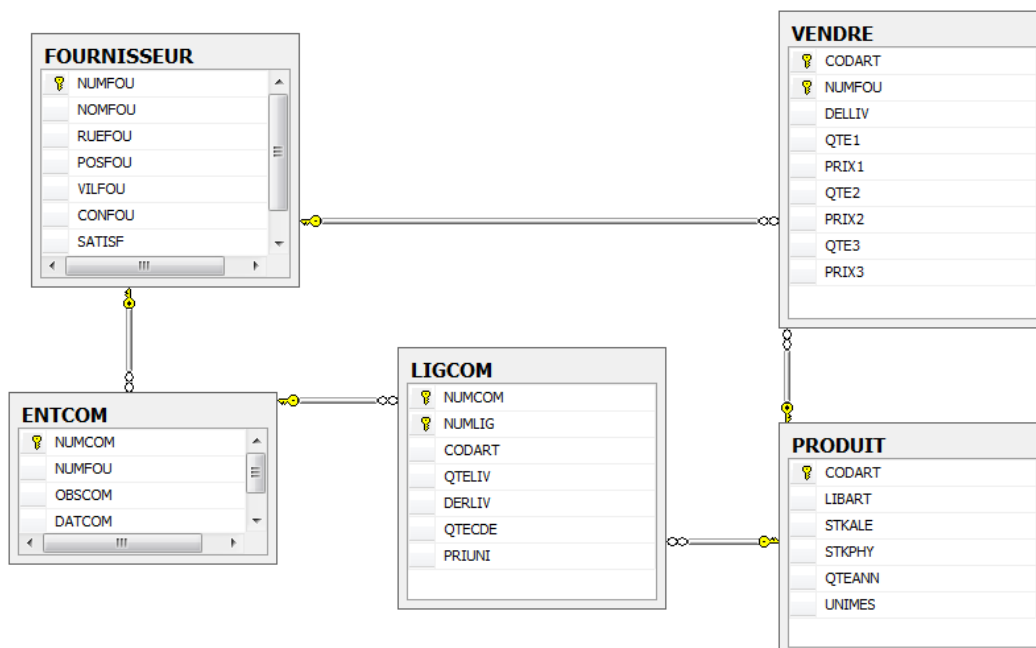 FOURNISSEUR
NUMFOU
NOMFOU
RUEFOU
POSFOU
VILFOU
CONFOU
SATISF
VENDRE
CODART
NUMFOU
DELLIV
QTE1
PRIX1
QTE2
PRIX2
QTE3
PRIX3
ENTCOM
NUMCOM
NUMFOU
OBSCOM
DATCOM
LIGCOM
NUMCOM
NUMLIG
CODART
QTELIV
DERLIV
QTECDE
PRIUNI
PRODUIT
CODART
LIBART
STKALE
STKPHY
QTEANN
UNIMES